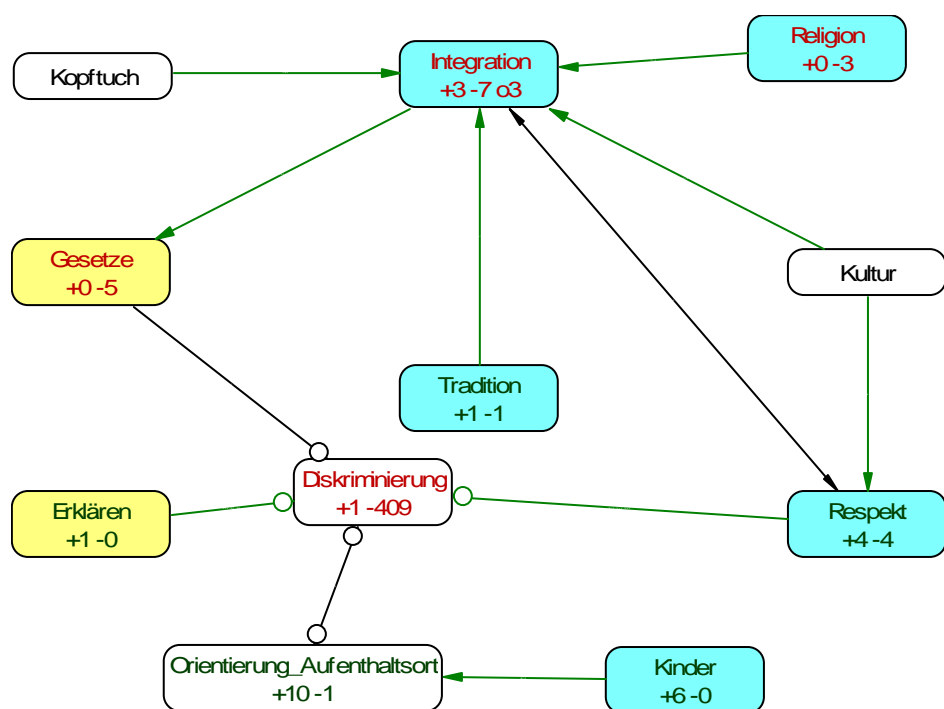 Religion
+0 -3
Integration
+3 -7 o3
Kopftuch
Gesetze
+0 -5
Kultur
Tradition
+1 -1
Diskriminierung
+1 -409
Erklären
+1 -0
Respekt
+4 -4
Orientierung_Aufenthaltsort
+10 -1
Kinder
+6 -0